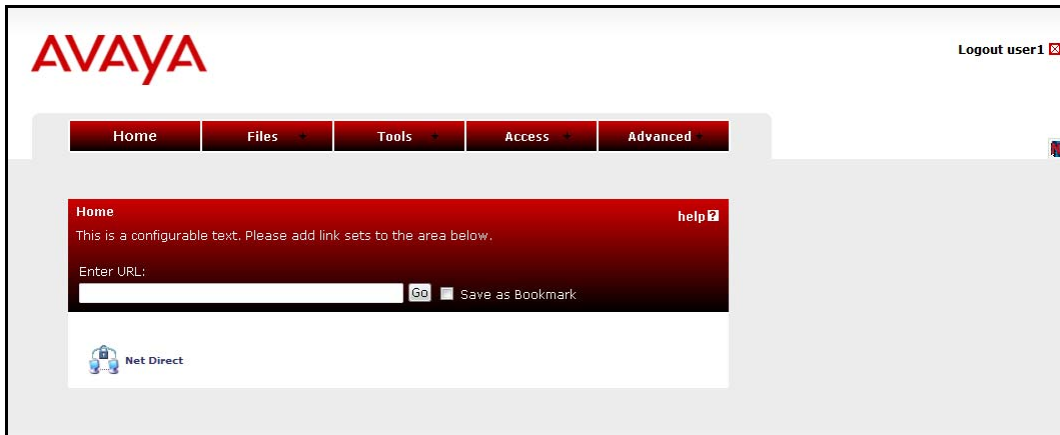 AVAYA
Logout user1
Home Files Tools Access Advanced
Home
help?
This is a configurable text. Please add link sets to the area below.
Enter URL:
Go Save as Bookmark
Net Direct